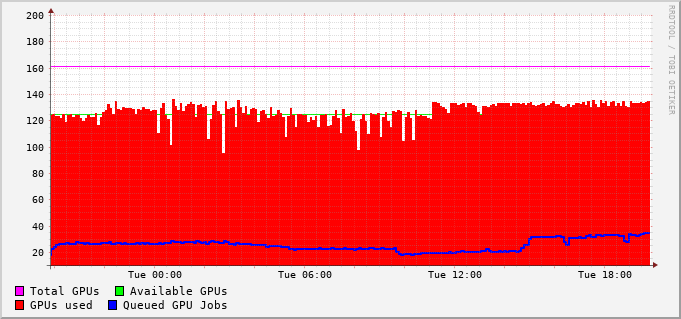 200
180
160
140
120
100
80
60
40
20
Tue 00:00 Tue 06:00 Tue 12:00 Tue 18:00
Total GPUs Available GPUs
GPUs used Queued GPU Jobs
RRDTOOL / TOBI OETIKER